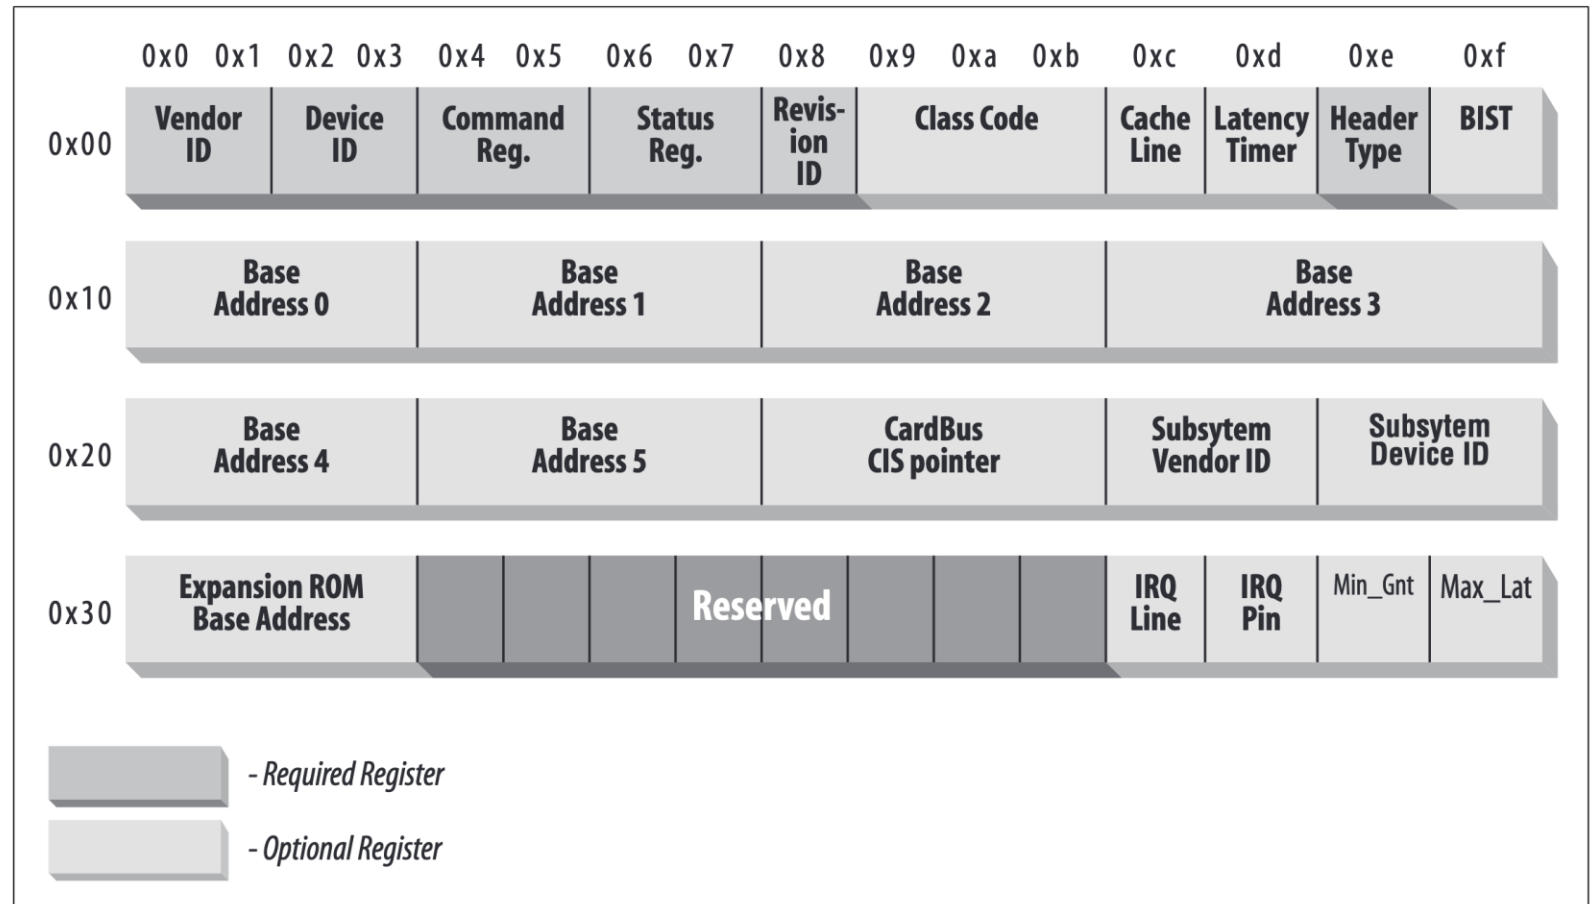 0x0 0x1 0x2 0x3 0x4 0x5 0x6 0x7 0x8 0x9 0xa 0xb 0xc 0xd 0xe 0xf
0x00
Vendor
ID
Device
ID
Command
Reg.
Status
Reg.
Revis-
ion
ID
Class Code
Cache
Line
Latency
Timer
Header
Type
BIST
0x10
Base
Address 0
Base
Address 1
Base
Address 2
Base
Address 3
0x20
Base
Address 4
Base
Address 5
CardBus
CIS pointer
Subsytem
Vendor ID
Subsytem
Device ID
0x30
Expansion ROM
Base Address
Reserved
IRQ
Line
IRQ
Pin
Min_Gnt
Max_Lat
- Required Register
- Optional Register